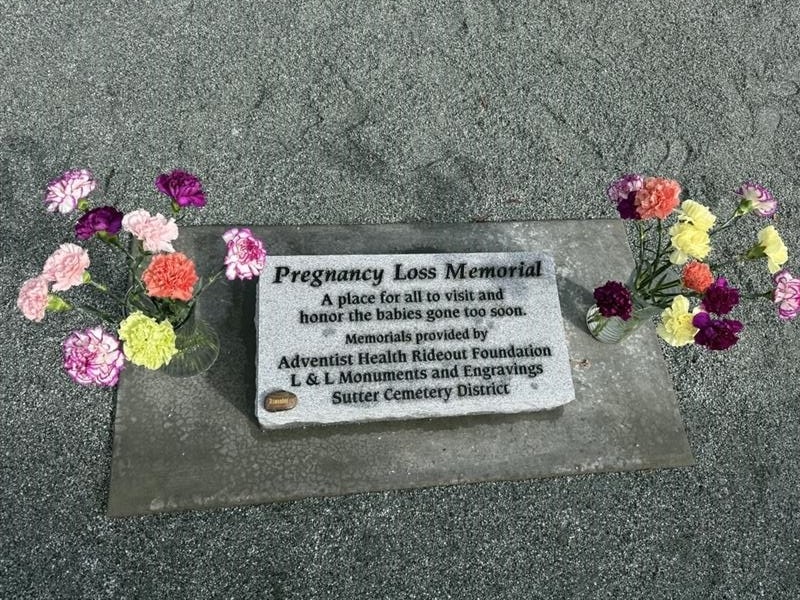 Pregnancy Loss Memorial
A place for all to visit and
honor the babies gone too soon.
Memorials provided by
Adventist Health Rideout Foundation
L & L Monuments and Engravings
Sutter Cemetery District